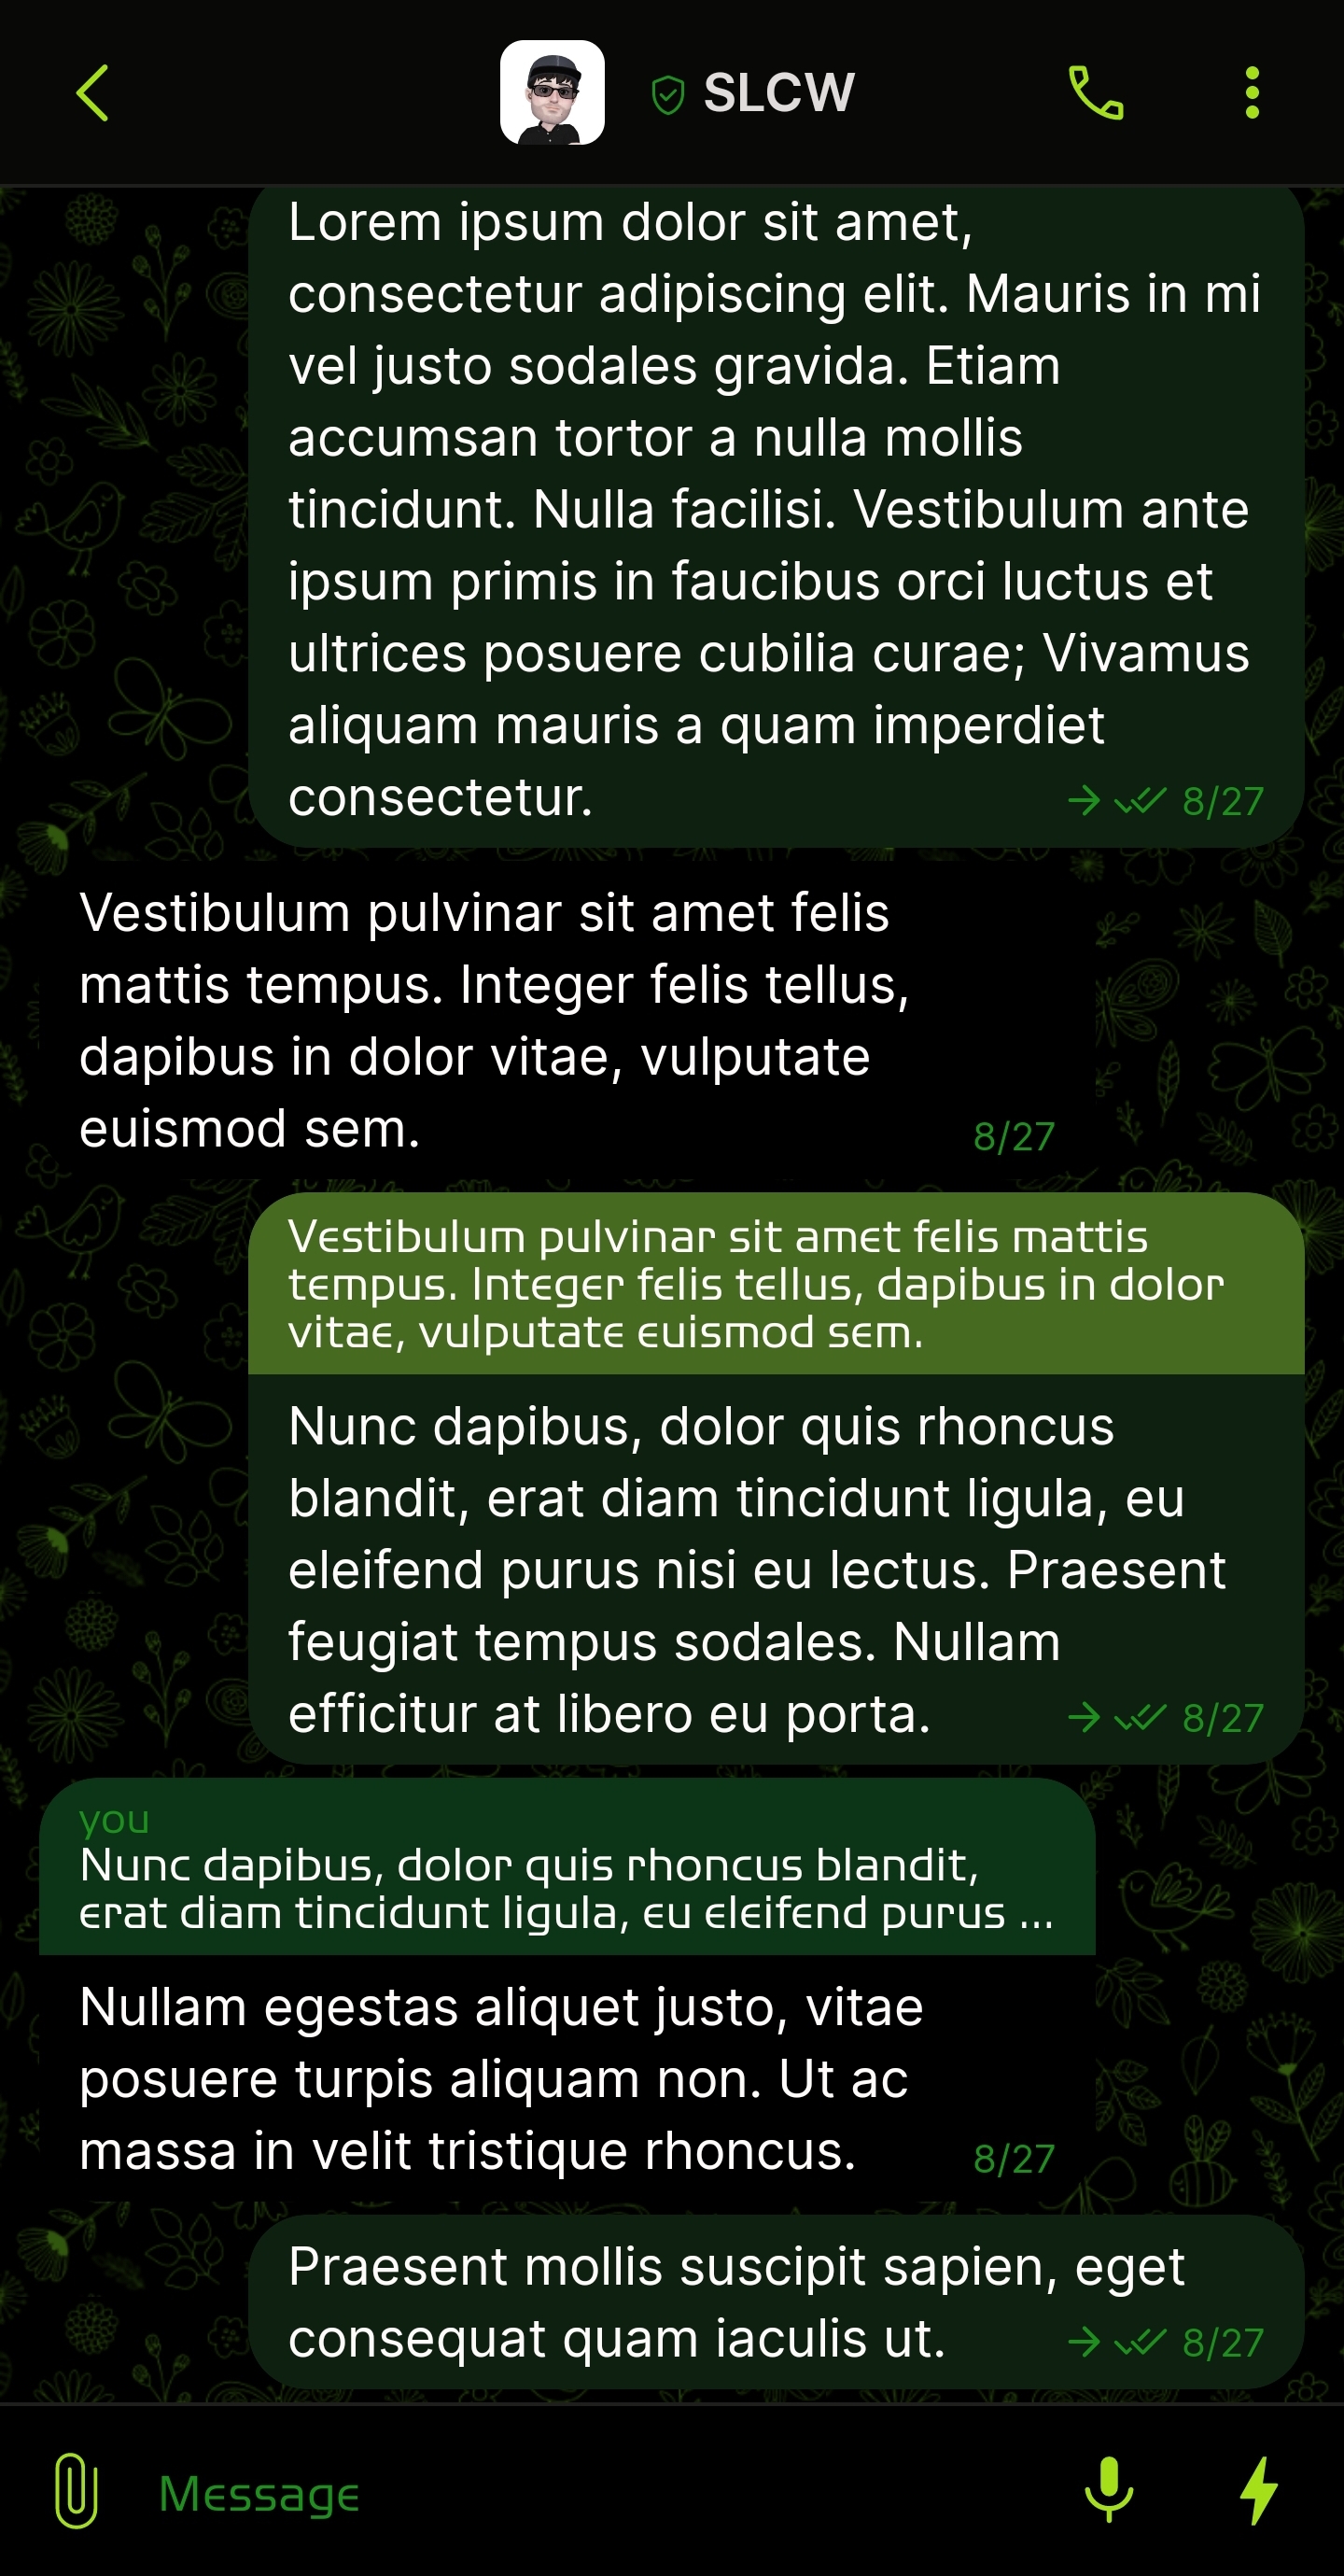 SLCW
Lorem ipsum dolor sit amet,
consectetur adipiscing elit. Mauris in mi
vel justo sodales gravida. Etiam
accumsan tortor a nulla mollis
tincidunt. Nulla facilisi. Vestibulum ante
ipsum primis in faucibus orci luctus et
ultrices posuere cubilia curae; Vivamus
aliquam mauris a quam imperdiet
consectetur.
8/27
Vestibulum pulvinar sit amet felis
mattis tempus. Integer felis tellus,
dapibus in dolor vitae, vulputate
euismod sem.
8/27
Vestibulum pulvinar sit amet felis mattis
tempus. Integer felis tellus, dapibus in dolor
vitae, vulputate euismod sem.
Nunc dapibus, dolor quis rhoncus
blandit, erat diam tincidunt ligula, eu
eleifend purus nisi eu lectus. Praesent
feugiat tempus sodales. Nullam
efficitur at libero eu porta.
8/27
you
Nunc dapibus, dolor quis rhoncus blandit,
erat diam tincidunt ligula, eu eleifend purus ...
Nullam egestas aliquet justo, vitae
posuere turpis aliquam non. Ut ac
massa in velit tristique rhoncus.
8/27
Praesent mollis suscipit sapien, eget
consequat quam iaculis ut.
8/27
Message